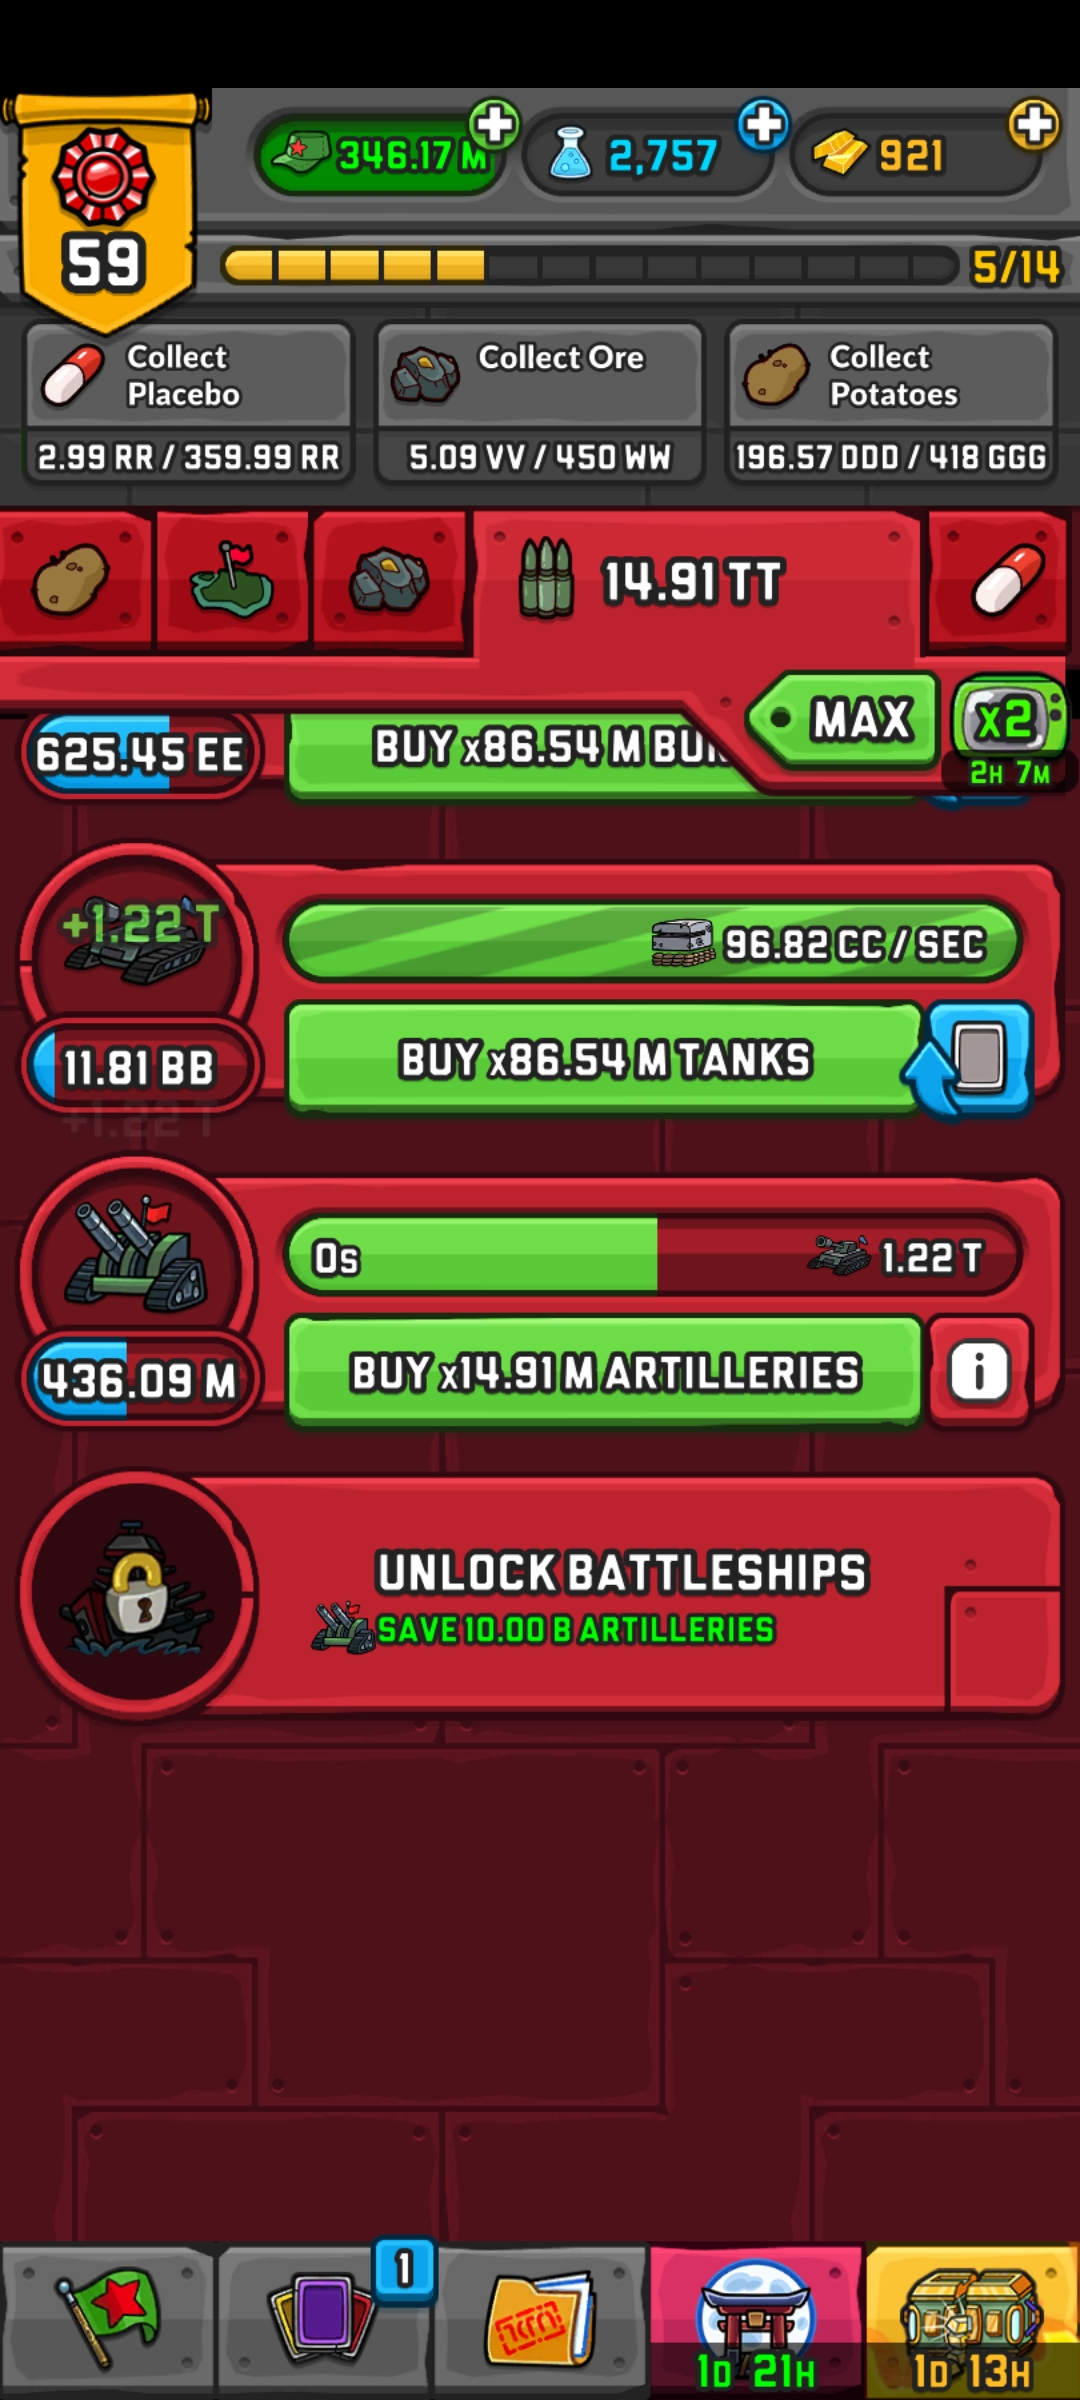 346.17 M
2,757
921
59
5/14
Collect
Placebo
2.99 RR / 359.99 RR
Collect Ore
5.09 VV / 450 WW
Collect
Potatoes
196.57 DDD / 418 GGG
14.91 TT
MAX
x2
2H 7M
625.45 EE
BUY x86.54 M
+1.22 T
96.82 CC / SEC
11.81 BB
BUY x86.54 M TANKS
+1.22 T
0s
1.22 T
436.09 M
BUY x14.91 M ARTILLERIES
i
UNLOCK BATTLESHIPS
SAVE 10.00 B ARTILLERIES
1
1D 21H
1D 13H